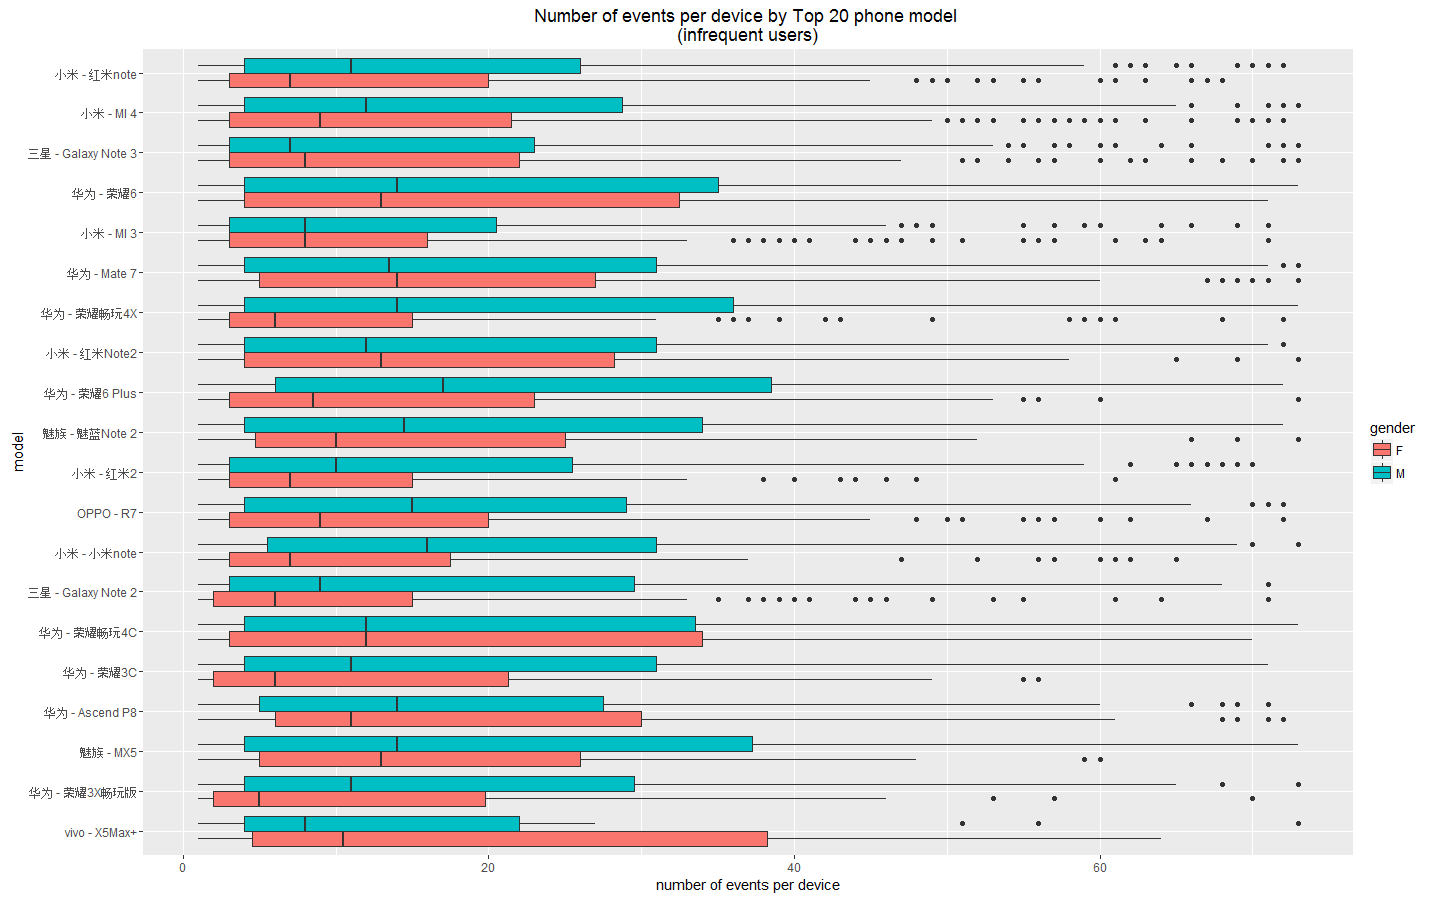 Number of events per device by Top 20 phone model
(infrequent users)
小米 - 红米note
小米 - MI 4
三星 - Galaxy Note 3
华为 - 荣耀6
小米 - MI 3
华为 - Mate 7
华为 - 荣耀畅玩4X
小米 - 红米Note2
华为 - 荣耀6 Plus
魅族 - 魅蓝Note 2
小米 - 红米2
OPPO - R7
小米 - 小米note
三星 - Galaxy Note 2
华为 - 荣耀畅玩4C
华为 - 荣耀3C
华为 - Ascend P8
魅族 - MX5
华为 - 荣耀3X畅玩版
vivo - X5Max+
model
0 20 40 60
number of events per device
gender
F
M